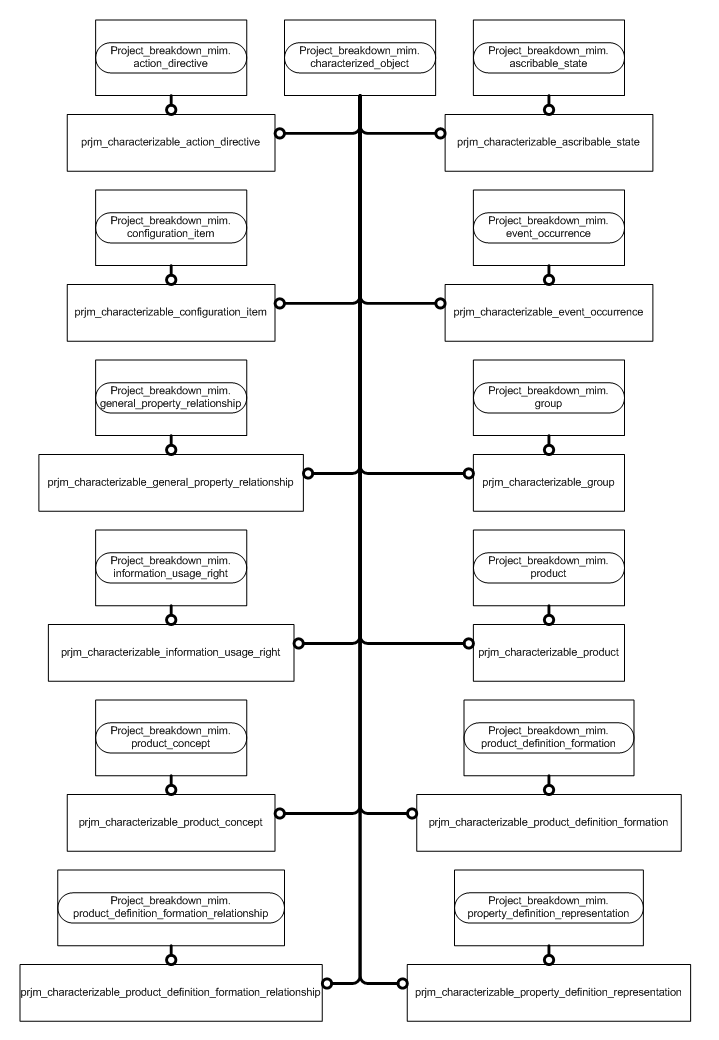 Project_breakdown_mim.
action_directive
Project_breakdown_mim.
characterized_object
Project_breakdown_mim.
ascribable_state
prjm_characterizable_action_directive
prjm_characterizable_ascribable_state
Project_breakdown_mim.
configuration_item
Project_breakdown_mim.
event_occurrence
prjm_characterizable_configuration_item
prjm_characterizable_event_occurrence
Project_breakdown_mim.
general_property_relationship
Project_breakdown_mim.
group
prjm_characterizable_general_property_relationship
prjm_characterizable_group
Project_breakdown_mim.
information_usage_right
Project_breakdown_mim.
product
prjm_characterizable_information_usage_right
prjm_characterizable_product
Project_breakdown_mim.
product_concept
Project_breakdown_mim.
product_definition_formation
prjm_characterizable_product_concept
prjm_characterizable_product_definition_formation
Project_breakdown_mim.
product_definition_formation_relationship
Project_breakdown_mim.
property_definition_representation
prjm_characterizable_product_definition_formation_relationship
prjm_characterizable_property_definition_representation